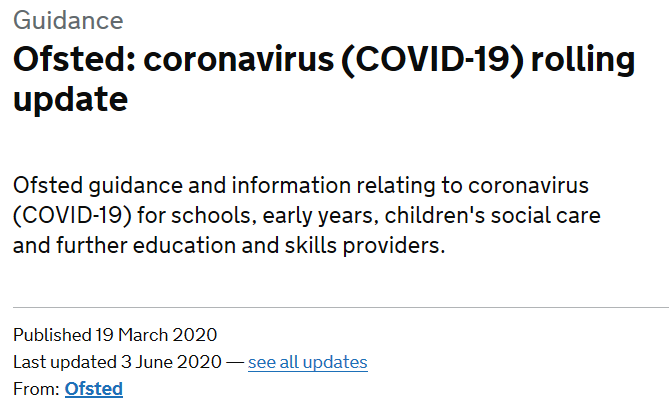 Guidance
Ofsted: coronavirus (COVID-19) rolling
update
Ofsted guidance and information relating to coronavirus
(COVID-19) for schools, early years, children's social care
and further education and skills providers.
Published 19 March 2020
Last updated 3 June 2020 — see all updates
From: Ofsted